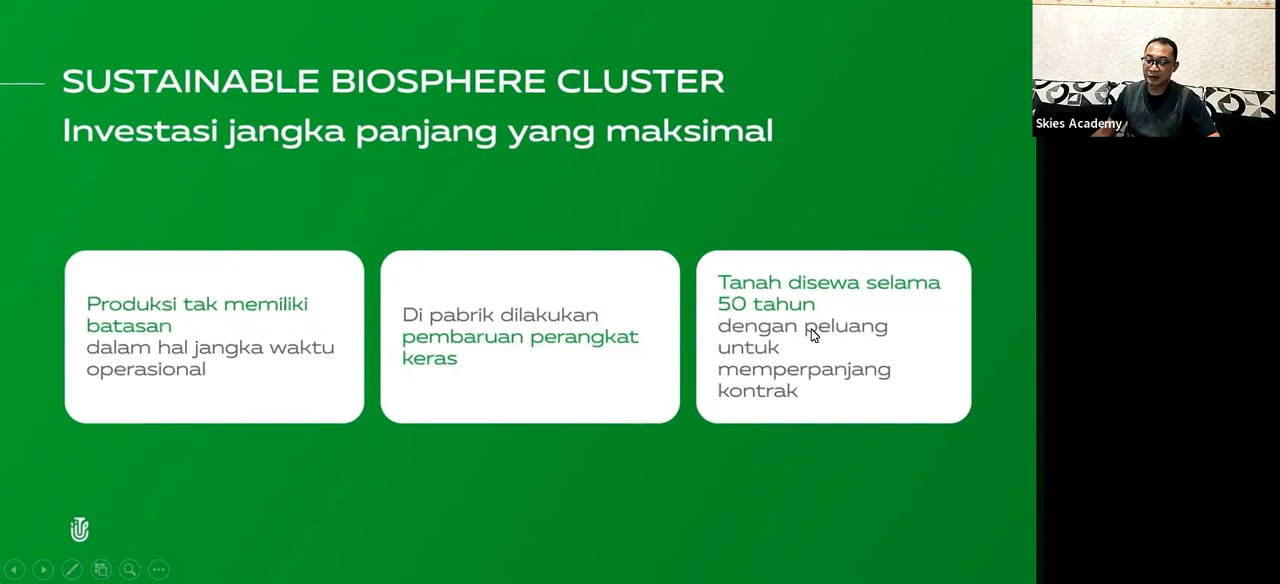 SUSTAINABLE BIOSPHERE CLUSTER
Investasi jangka panjang yang maksimal
Produksi tak memiliki
batasan
dalam hal jangka waktu
operasional
Di pabrik dilakukan
pembaruan perangkat
keras
Tanah disewa selama
50 tahun
dengan peluang
untuk
memperpanjang
kontrak
Skies Academy